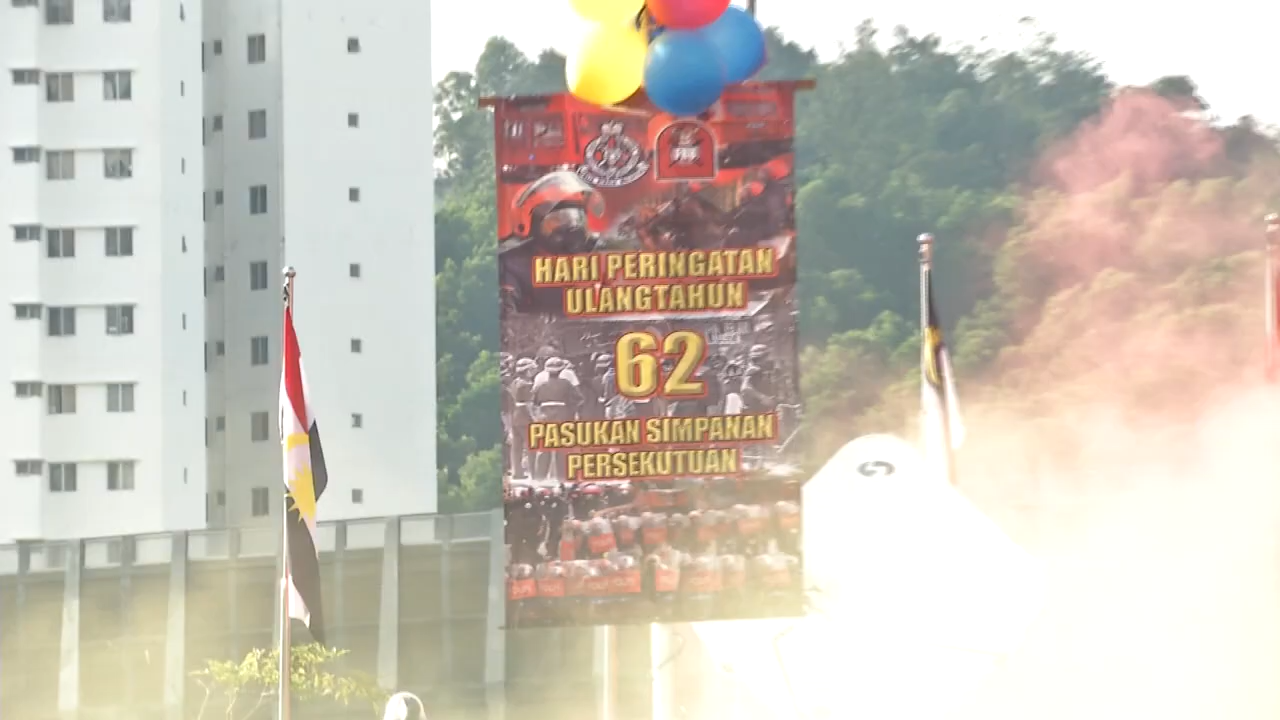 HARI PERINGATAN
ULANGTAHUN
62
PASUKAN SIMPANAN
PERSEKUTUAN